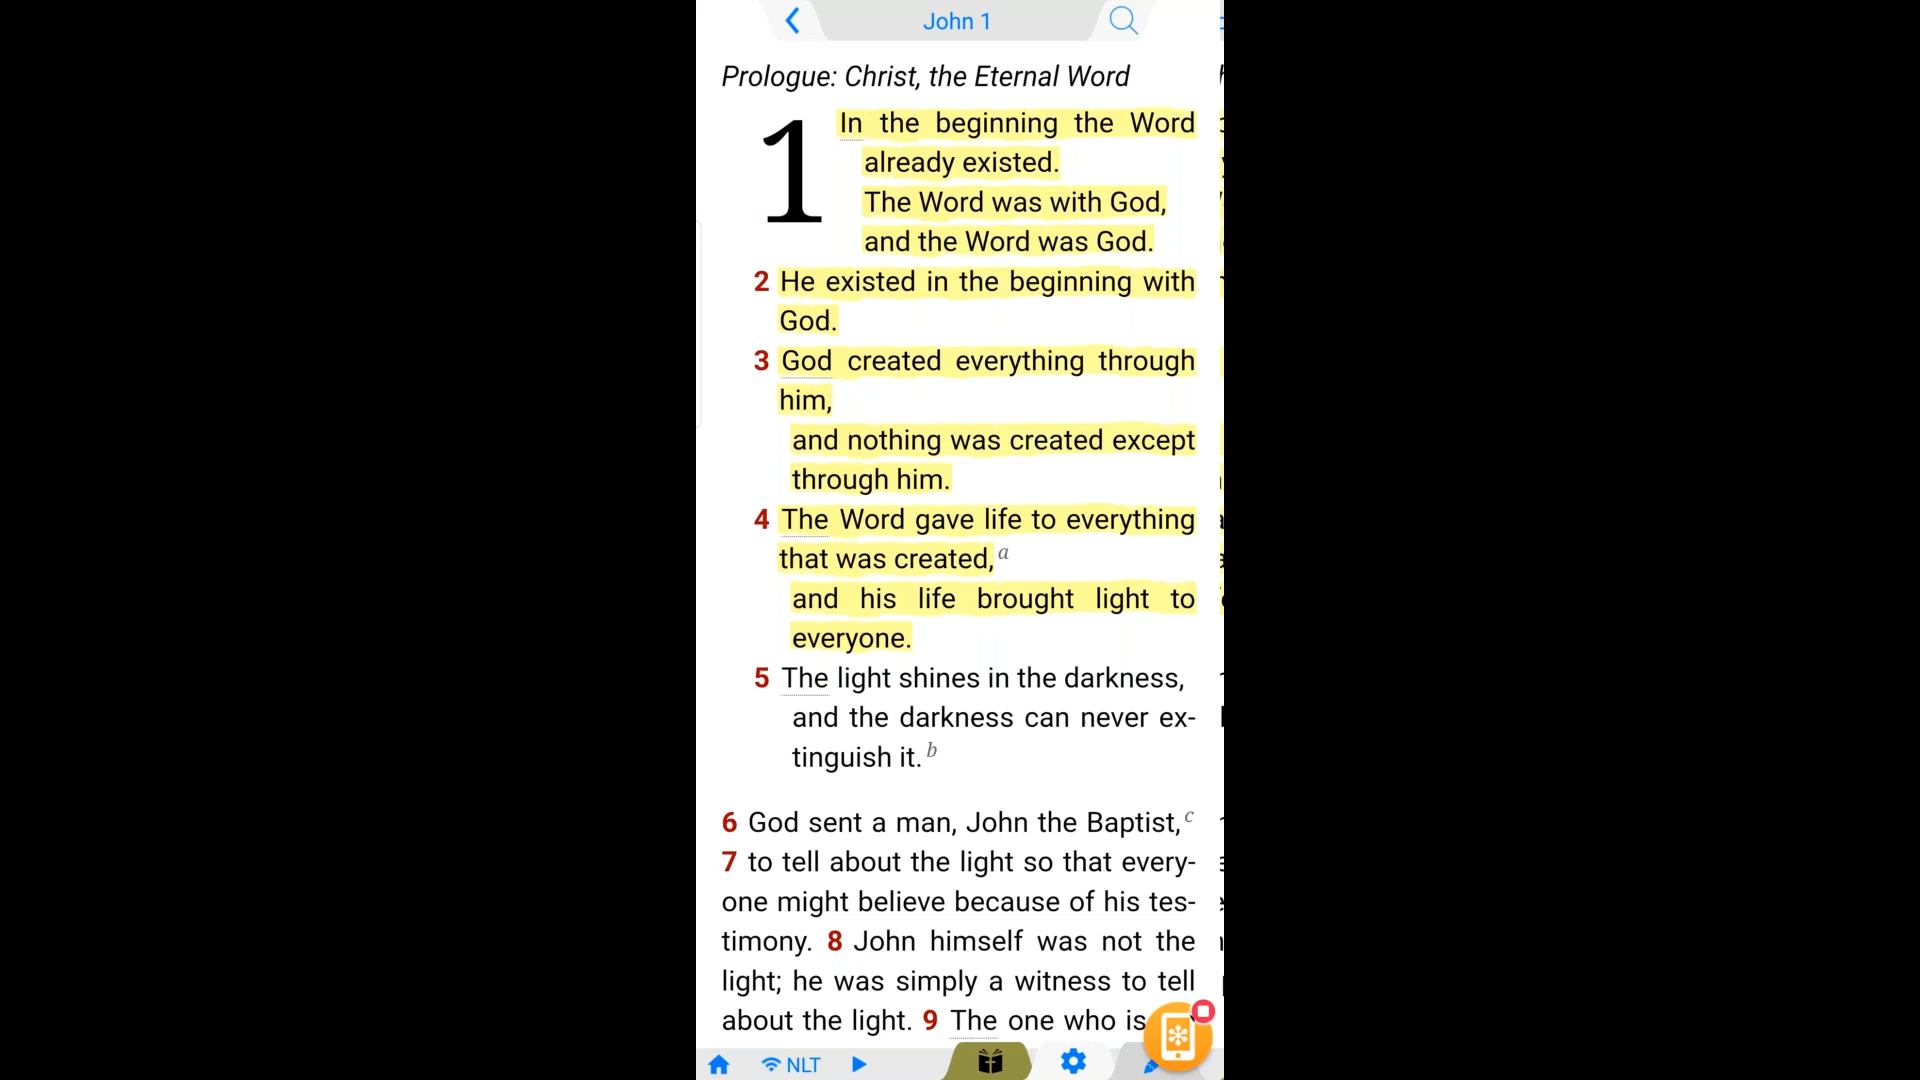 John 1
Prologue: Christ, the Eternal Word
1 In the beginning the Word
already existed.
The Word was with God,
and the Word was God.
2 He existed in the beginning with
God.
3 God created everything through
him,
and nothing was created except
through him.
4 The Word gave life to everything
that was created, a
and his life brought light to
everyone.
5 The light shines in the darkness,
and the darkness can never ex-
tinguish it. b
6 God sent a man, John the Baptist, c
7 to tell about the light so that every-
one might believe because of his tes-
timony. 8 John himself was not the
light; he was simply a witness to tell
about the light. 9 The one who is
NLT